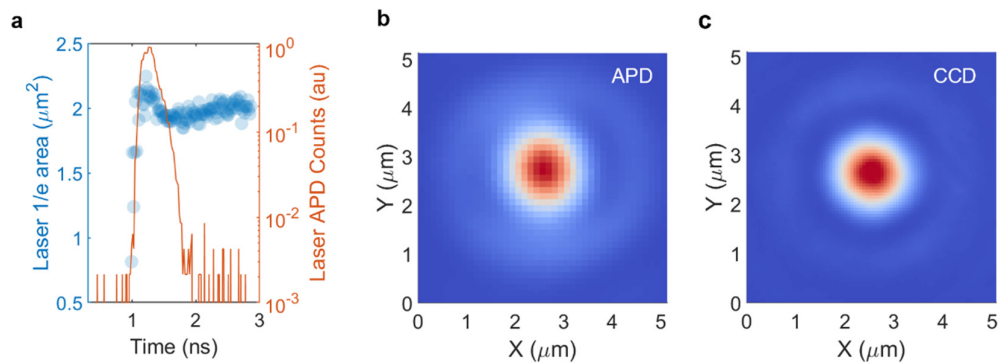 a
2.5
2
1.5
1
0.5
Laser 1/e area (μm²)
10⁰
10⁻¹
10⁻²
10⁻³
Laser APD Counts (au)
1 2 3
Time (ns)
b
APD
5
4
3
2
1
0
Y (μm)
0 1 2 3 4 5
X (μm)
c
CCD
5
4
3
2
1
0
Y (μm)
0 1 2 3 4 5
X (μm)